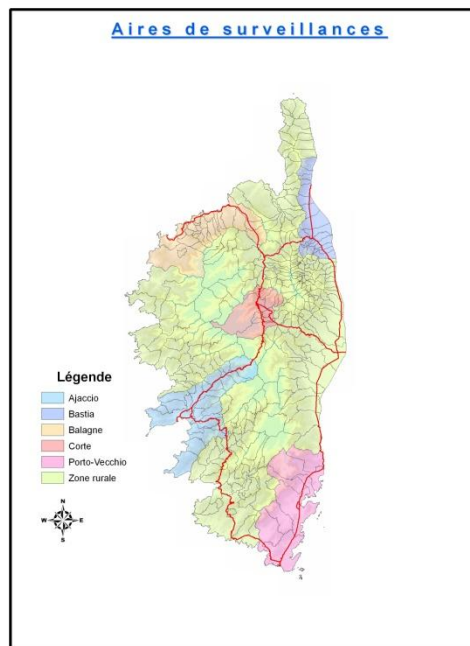 Aires de surveillances
Légende
Ajaccio
Bastia
Balagne
Corte
Porto-Vecchio
Zone rurale
N
W E
S